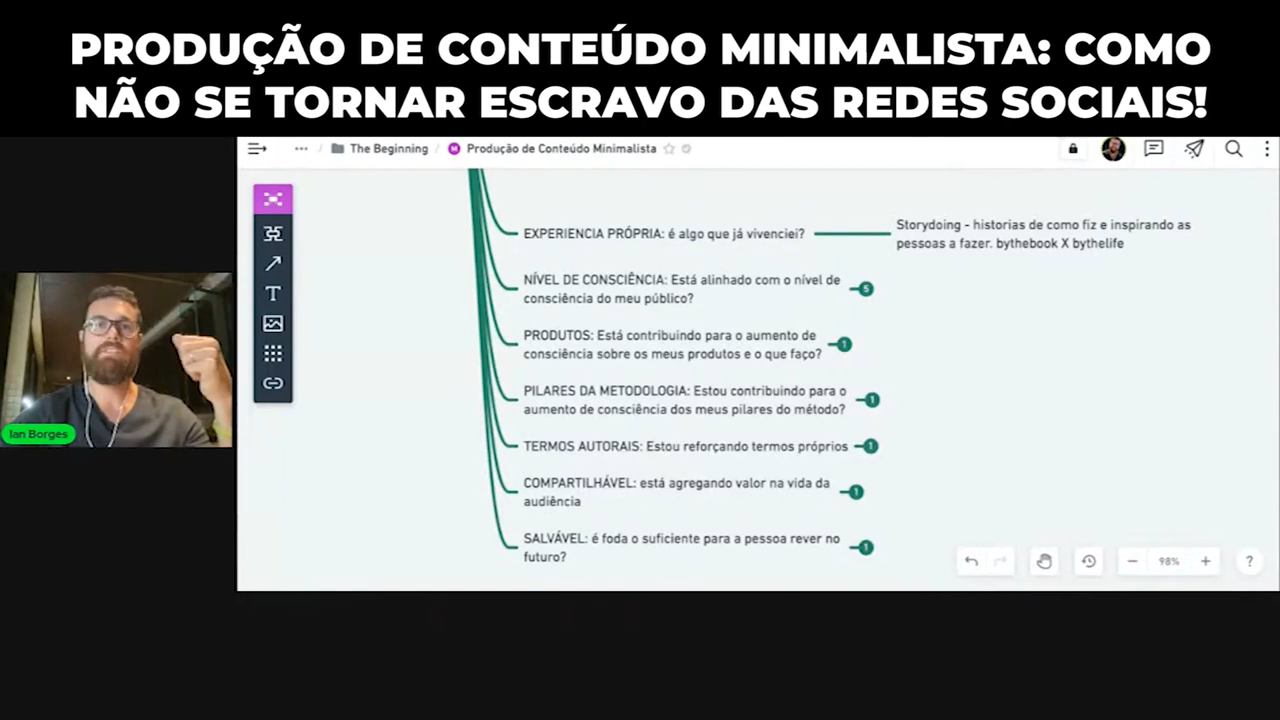 PRODUÇÃO DE CONTEÚDO MINIMALISTA: COMO
NÃO SE TORNAR ESCRAVO DAS REDES SOCIAIS!
... / The Beginning / M Produção de Conteúdo Minimalista
EXPERIENCIA PRÓPRIA: é algo que já vivenciei?
Storydoing - historias de como fiz e inspirando as
pessoas a fazer. bythebook X bythelife
NÍVEL DE CONSCIÊNCIA: Está alinhado com o nível de
consciência do meu público?
5
PRODUTOS: Está contribuindo para o aumento de
consciência sobre os meus produtos e o que faço?
1
PILARES DA METODOLOGIA: Estou contribuindo para o
aumento de consciência dos meus pilares do método?
1
TERMOS AUTORAIS: Estou reforçando termos próprios
1
COMPARTILHÁVEL: está agregando valor na vida da
audiência
1
SALVÁVEL: é foda o suficiente para a pessoa rever no
futuro?
1
Ian Borges
98%
?